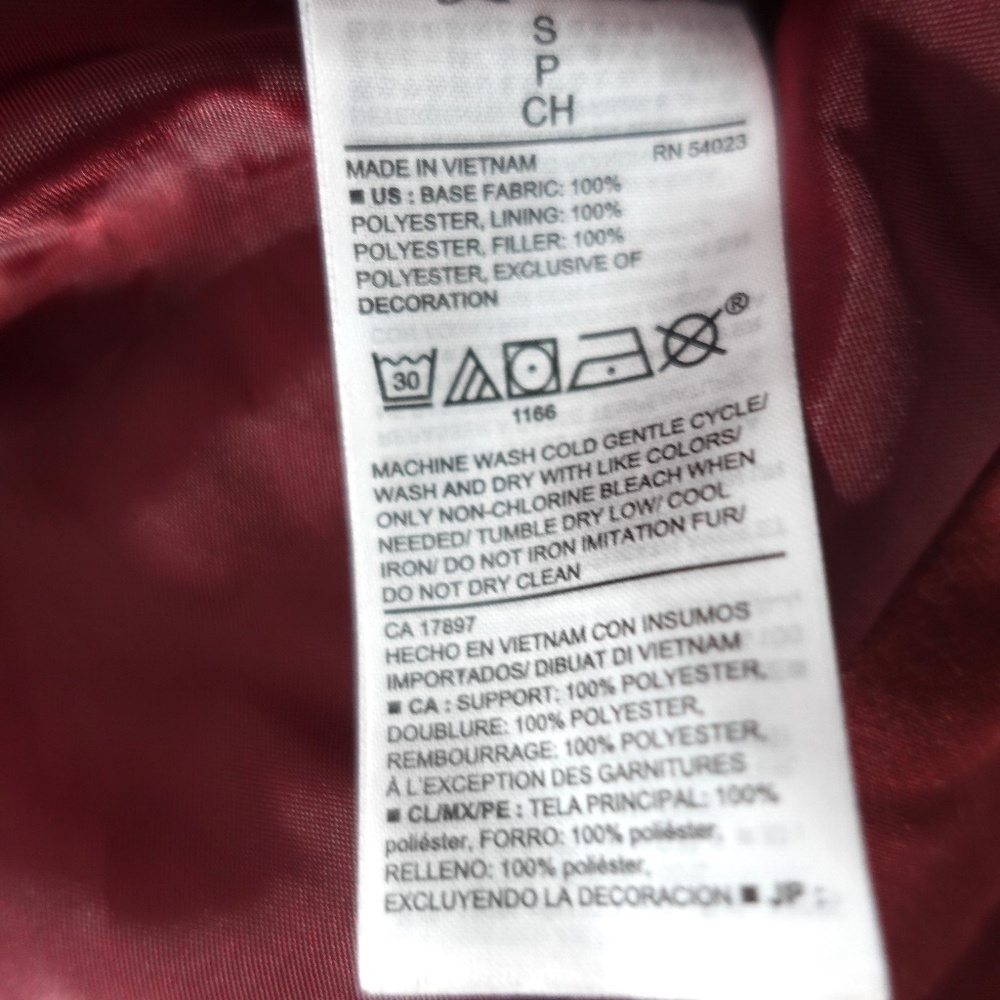 S
P
CH
MADE IN VIETNAM RN 54023
■ US : BASE FABRIC: 100%
POLYESTER, LINING: 100%
POLYESTER, FILLER: 100%
POLYESTER, EXCLUSIVE OF
DECORATION
30
®
1166
MACHINE WASH COLD GENTLE CYCLE/
WASH AND DRY WITH LIKE COLORS/
ONLY NON-CHLORINE BLEACH WHEN
NEEDED/ TUMBLE DRY LOW/ COOL
IRON/ DO NOT IRON IMITATION FUR/
DO NOT DRY CLEAN
CA 17897
HECHO EN VIETNAM CON INSUMOS
IMPORTADOS/ DIBUAT DI VIETNAM
■ CA : SUPPORT: 100% POLYESTER,
DOUBLURE: 100% POLYESTER,
REMBOURRAGE: 100% POLYESTER,
À L'EXCEPTION DES GARNITURES
■ CL/MX/PE : TELA PRINCIPAL: 100%
poliéster, FORRO: 100% poliéster,
RELLENO: 100% poliéster,
EXCLUYENDO LA DECORACION ■ JP :